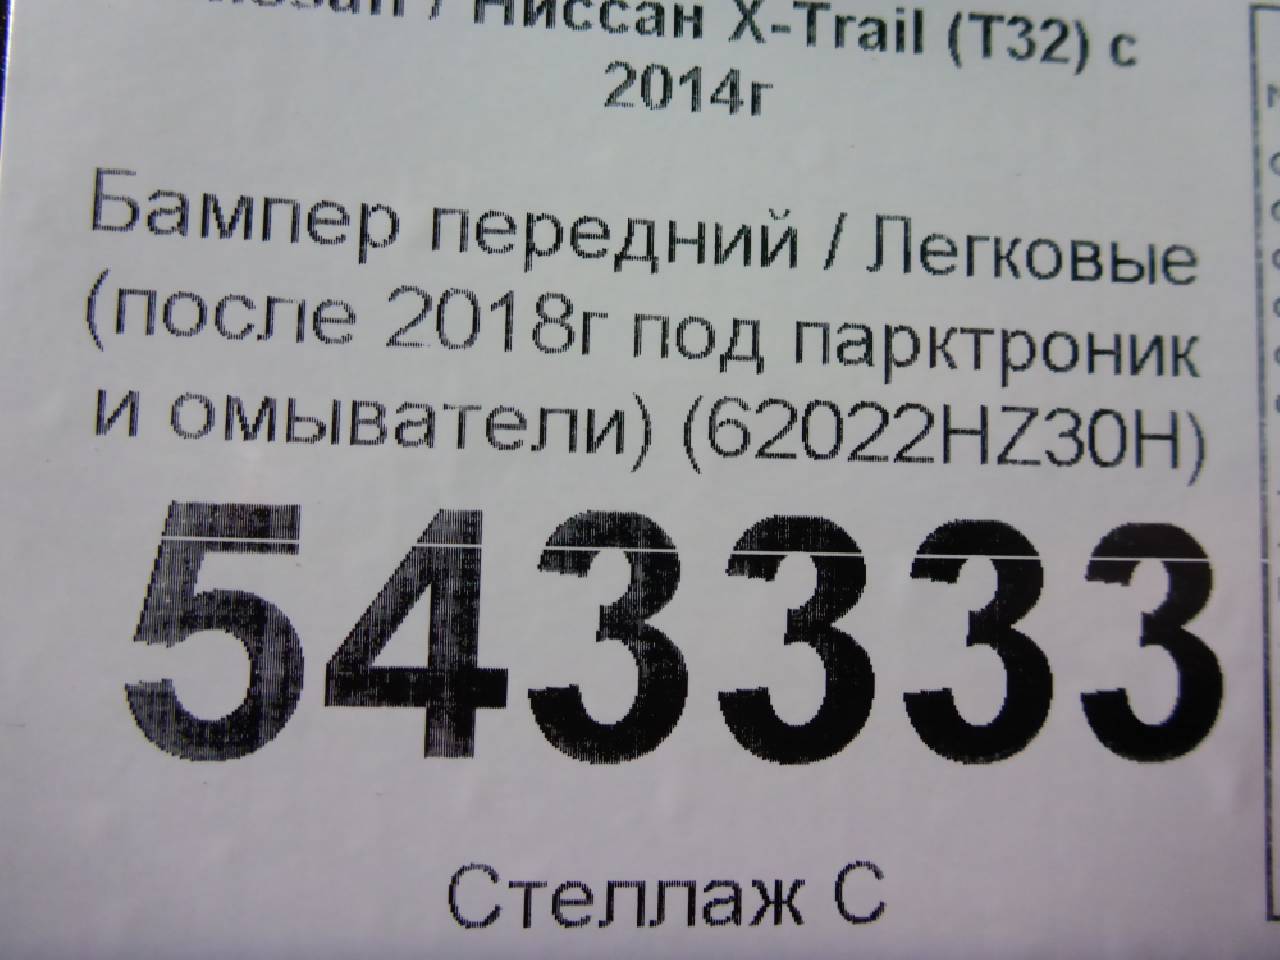 / Ниссан X-Trail (T32) с
2014г
Бампер передний / Легковые
(после 2018г под парктроник
и омыватели) (62022HZ30H)
543333
Стеллаж С